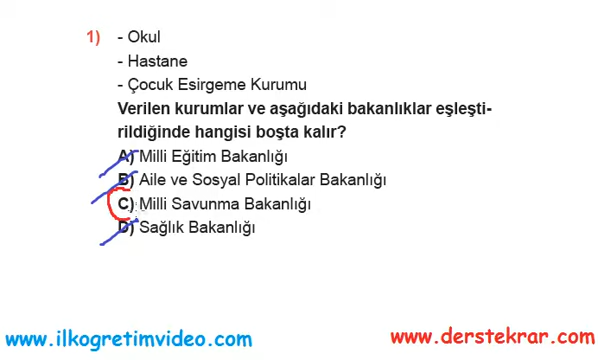 1) - Okul
- Hastane
- Çocuk Esirgeme Kurumu
Verilen kurumlar ve aşağıdaki bakanlıklar eşleşti-
rildiğinde hangisi boşta kalır?
A) Milli Eğitim Bakanlığı
B) Aile ve Sosyal Politikalar Bakanlığı
C) Milli Savunma Bakanlığı
D) Sağlık Bakanlığı
www.ilkogretimvideo.com
www.derstekrar.com